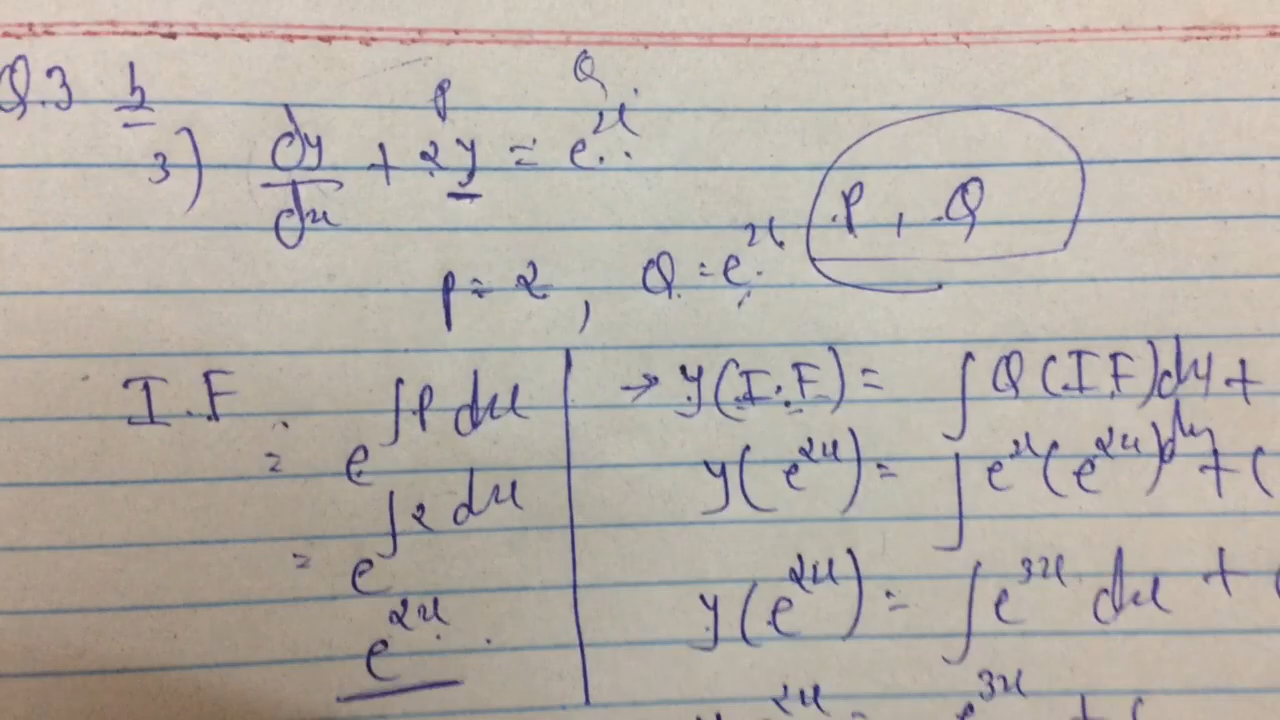 Q.3 b
3) dy/dx + 2y = e^x
P Q
P = 2, Q = e^x
P, Q
I.F = e^∫P dx
= e^∫2 dx
e^2x
→ y(I.F) = ∫Q(I.F)dx +
y(e^2x) = ∫e^x(e^2x)dx + C
y(e^2x) = ∫e^3x dx +